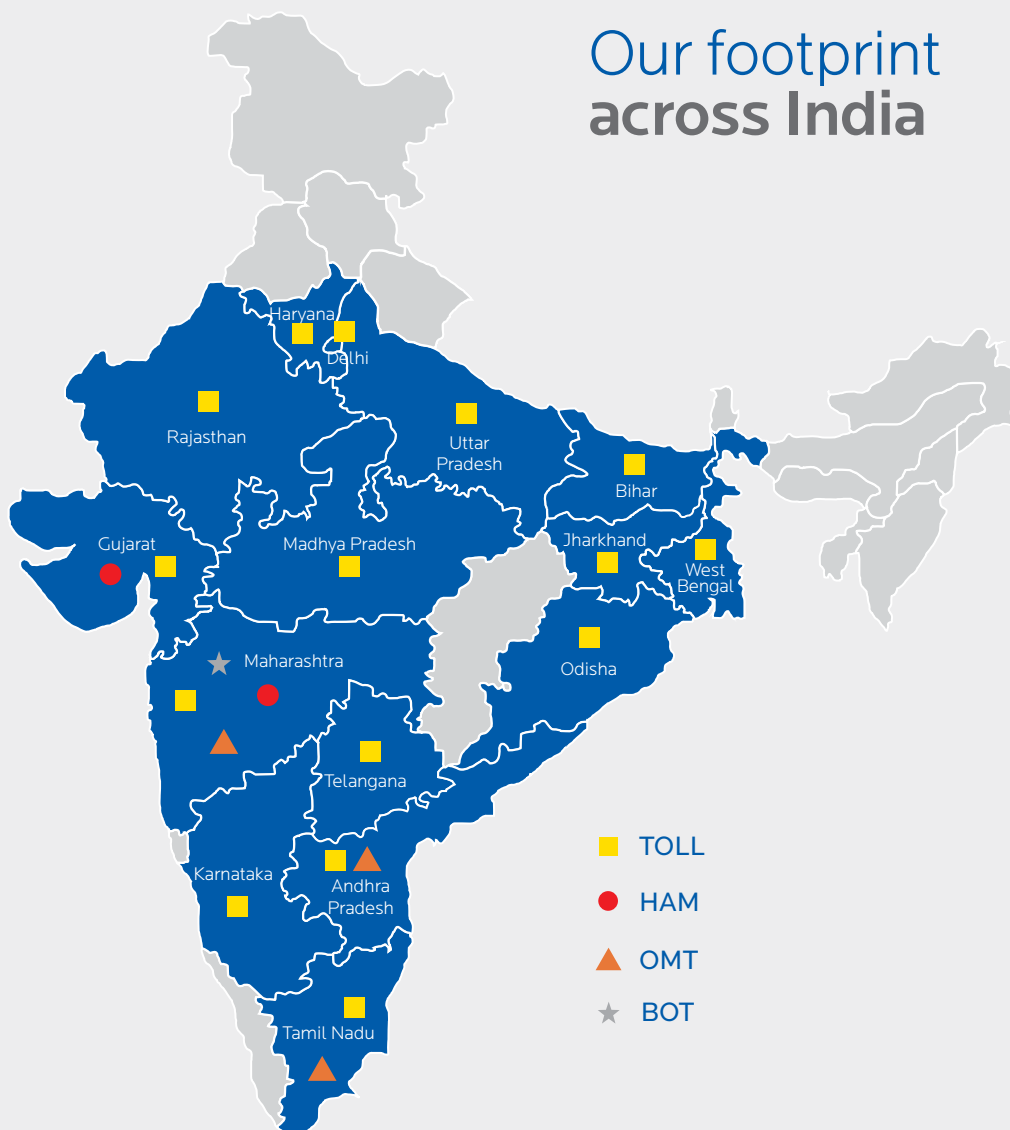 Our footprint
across India
Haryana
Delhi
Rajasthan
Uttar
Pradesh
Bihar
Gujarat
Madhya Pradesh
Jharkhand
West
Bengal
Maharashtra
Odisha
Telangana
Karnataka
Andhra
Pradesh
Tamil Nadu
TOLL
HAM
OMT
BOT